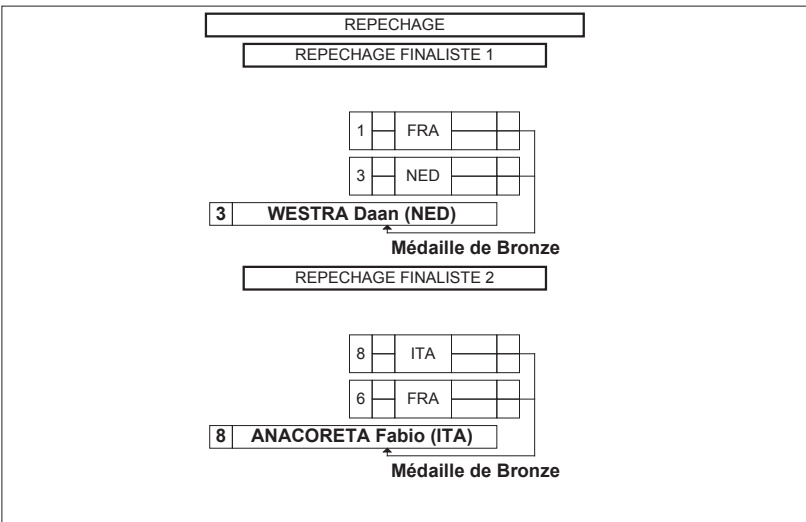 REPECHAGE
REPECHAGE FINALISTE 1
1 FRA
3 NED
3 WESTRA Daan (NED)
Médaille de Bronze
REPECHAGE FINALISTE 2
8 ITA
6 FRA
8 ANACORETA Fabio (ITA)
Médaille de Bronze